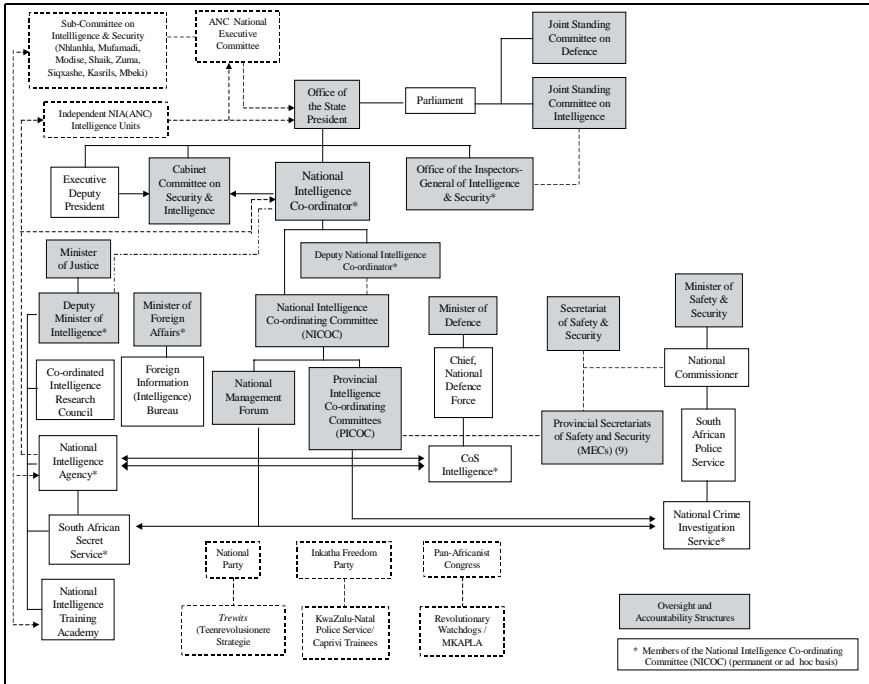 Sub-Committee on
Intelligence & Security
(Nhlanhla, Mufamadi,
Modise, Shaik, Zuma,
Siqxashe, Kasrils, Mbeki)
ANC National
Executive
Committee
Joint Standing
Committee on
Defence
Independent NIA(ANC)
Intelligence Units
Office of
the State
President
Parliament
Joint Standing
Committee on
Intelligence
Executive
Deputy
President
Cabinet
Committee on
Security &
Intelligence
National
Intelligence
Co-ordinator*
Office of the Inspectors-
General of Intelligence
& Security*
Minister
of Justice
Deputy National Intelligence
Co-ordinator*
Deputy
Minister of
Intelligence*
Minister of
Foreign
Affairs*
National Intelligence
Co-ordinating Committee
(NICOC)
Minister of
Defence
Secretariat
of Safety &
Security
Minister of
Safety &
Security
Co-ordinated
Intelligence
Research
Council
Foreign
Information
(Intelligence)
Bureau
National
Management
Forum
Provincial
Intelligence
Co-ordinating
Committees
(PICOC)
Chief,
National
Defence
Force
National
Commissioner
Provincial Secretariats
of Safety and Security
(MECs) (9)
South
African
Police
Service
National
Intelligence
Agency*
CoS
Intelligence*
South African
Secret
Service*
National Crime
Investigation
Service*
National
Party
Inkatha Freedom
Party
Pan-Africanist
Congress
National
Intelligence
Training
Academy
Trewits
(Teenrevolusionere
Strategie
KwaZulu-Natal
Police Service/
Caprivi Trainees
Revolutionary
Watchdogs /
MKAPLA
Oversight and
Accountability Structures
* Members of the National Intelligence Co-ordinating
Committee (NICOC) (permanent or ad hoc basis)